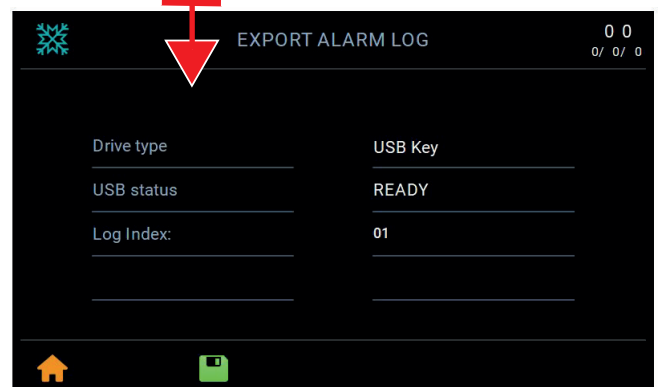 EXPORT ALARM LOG
0 0
0/ 0/ 0
Drive type USB Key
USB status READY
Log Index: 01